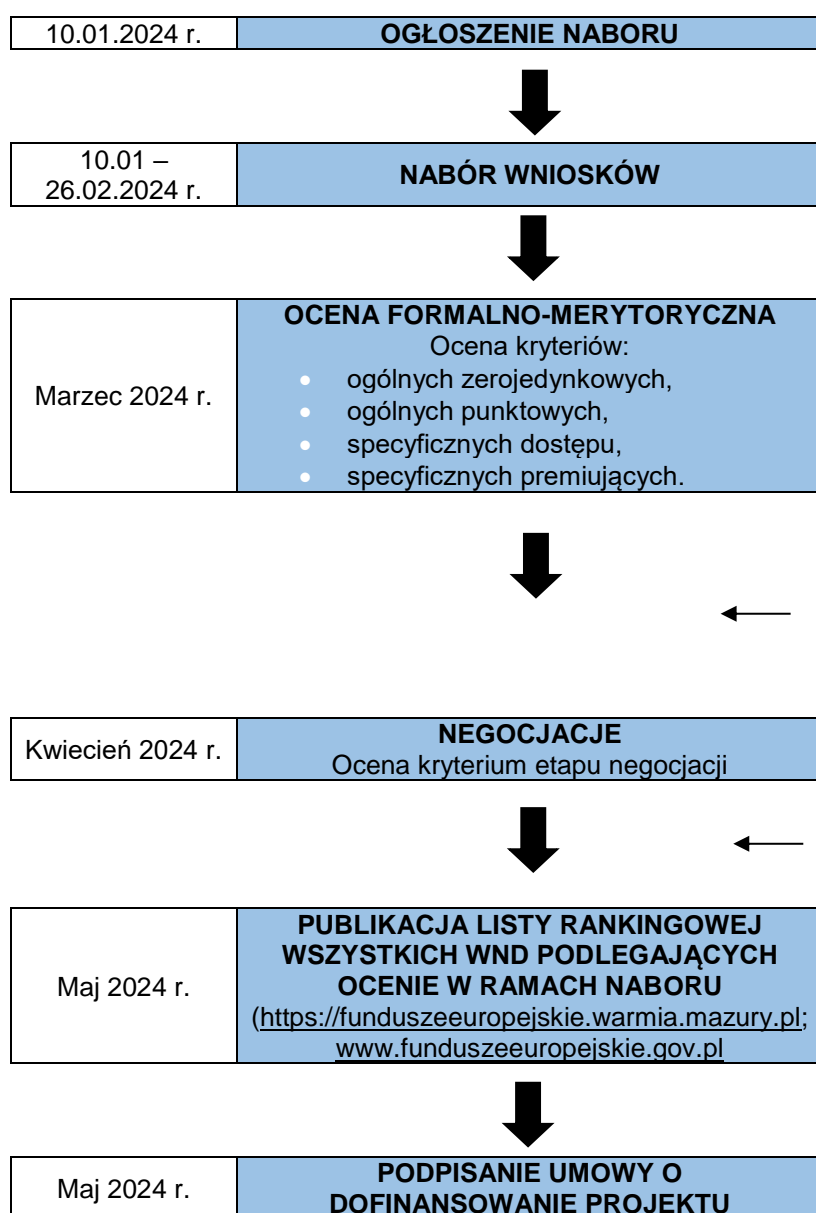 10.01.2024 r.
OGŁOSZENIE NABORU
10.01 –
26.02.2024 r.
NABÓR WNIOSKÓW
Marzec 2024 r.
OCENA FORMALNO-MERYTORYCZNA
Ocena kryteriów:
• ogólnych zerojedynkowych,
• ogólnych punktowych,
• specyficznych dostępu,
• specyficznych premiujących.
Kwiecień 2024 r.
NEGOCJACJE
Ocena kryterium etapu negocjacji
Maj 2024 r.
PUBLIKACJA LISTY RANKINGOWEJ
WSZYSTKICH WND PODLEGAJĄCYCH
OCENIE W RAMACH NABORU
(https://funduszeeuropejskie.warmia.mazury.pl;
www.funduszeeuropejskie.gov.pl
Maj 2024 r.
PODPISANIE UMOWY O
DOFINANSOWANIE PROJEKTU